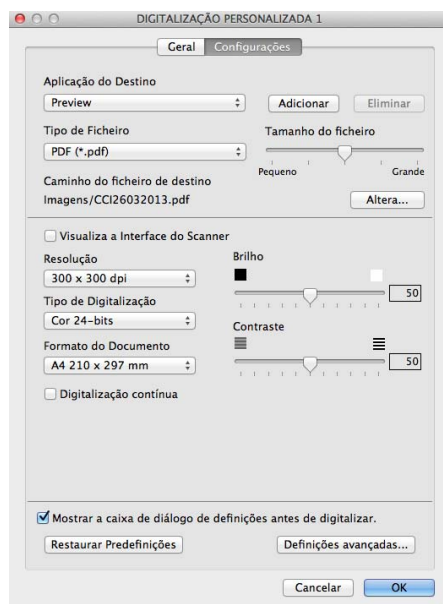 DIGITALIZAÇÃO PERSONALIZADA 1
Geral Configurações
Aplicação do Destino
Preview Adicionar Eliminar
Tipo de Ficheiro Tamanho do ficheiro
PDF (*.pdf)
Pequeno Grande
Caminho do ficheiro de destino
Imagens/CCI26032013.pdf Altera...
Visualiza a Interface do Scanner
Resolução Brilho
300 x 300 dpi
50
Tipo de Digitalização
Cor 24-bits
Contraste
Formato do Documento
A4 210 x 297 mm 50
Digitalização contínua
Mostrar a caixa de diálogo de definições antes de digitalizar.
Restaurar Predefinições Definições avançadas...
Cancelar OK